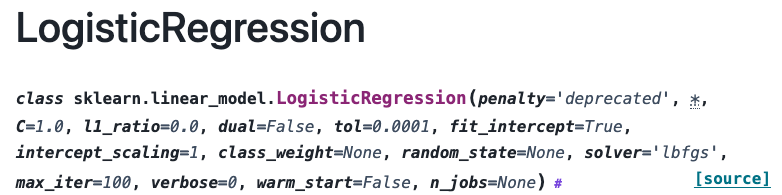 LogisticRegression
class sklearn.linear_model.LogisticRegression(penalty='deprecated', *,
C=1.0, l1_ratio=0.0, dual=False, tol=0.0001, fit_intercept=True,
intercept_scaling=1, class_weight=None, random_state=None, solver='lbfgs',
max_iter=100, verbose=0, warm_start=False, n_jobs=None) # [source]